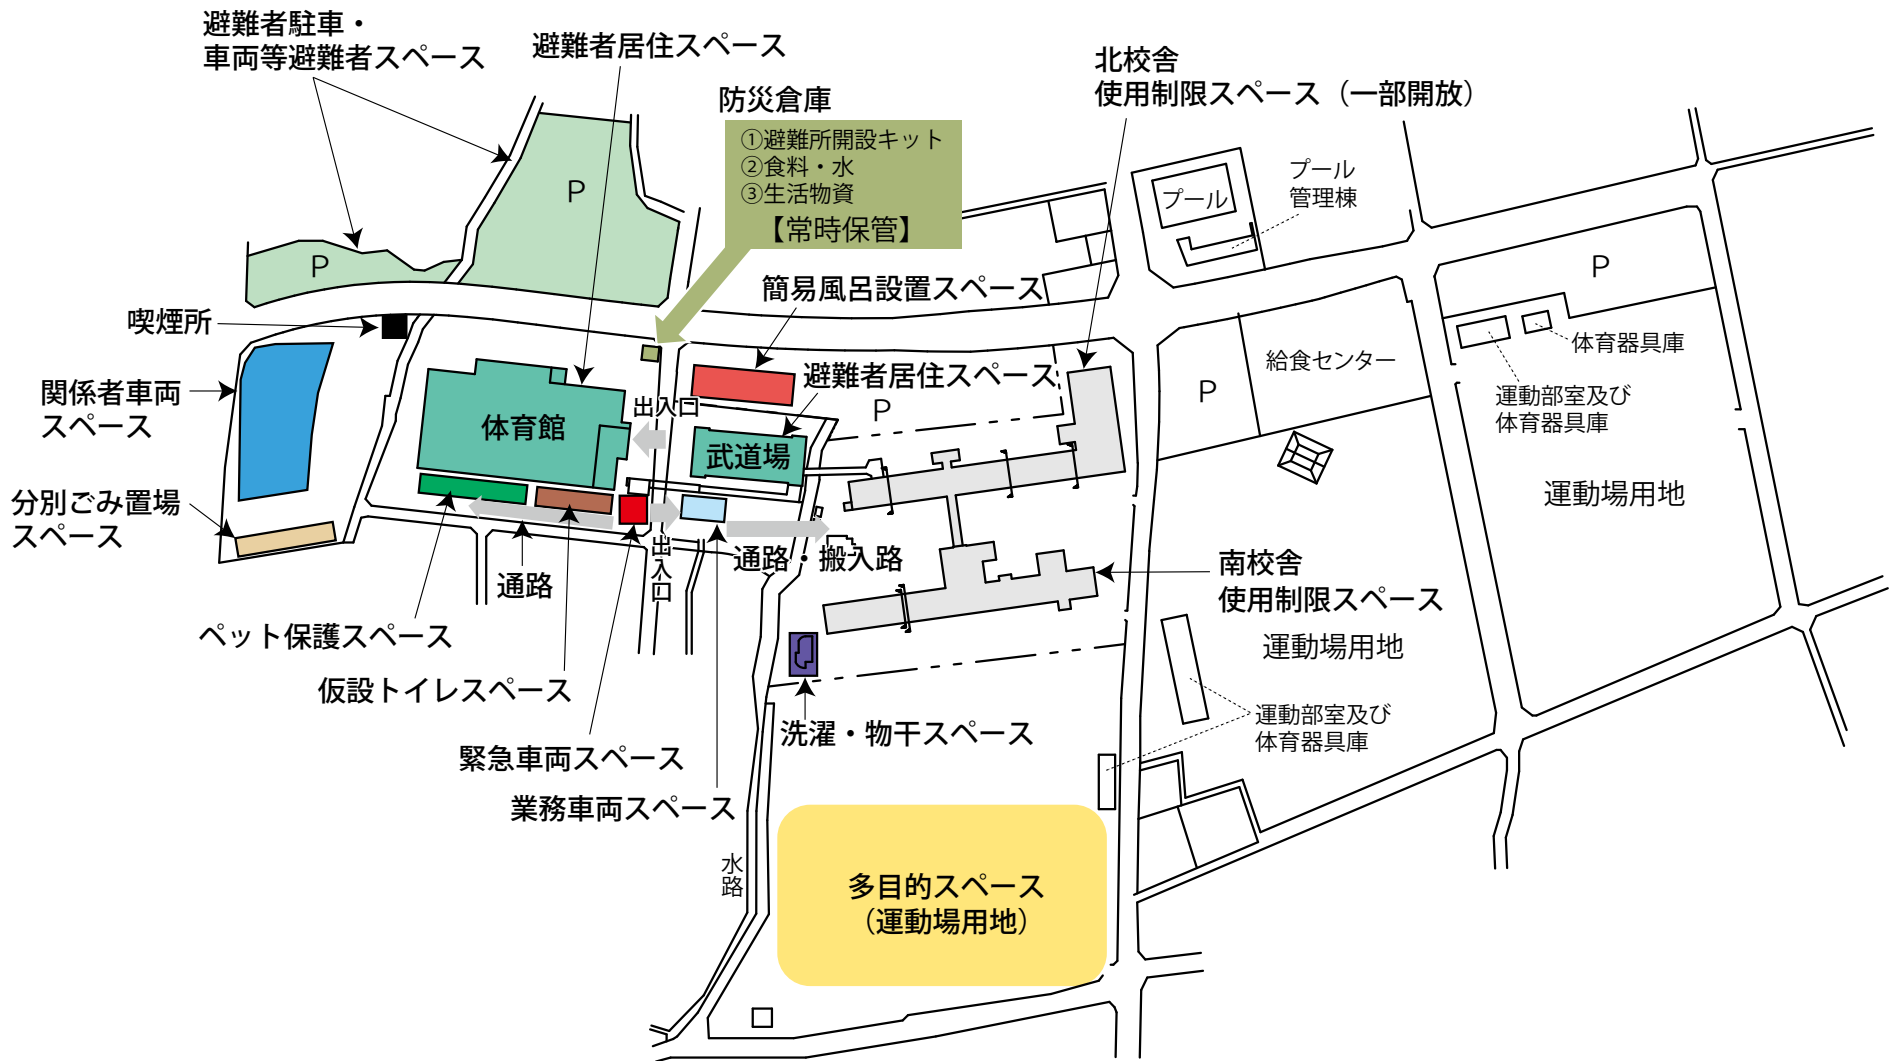 避難者駐車・
車両等避難者スペース
避難者居住スペース
防災倉庫
①避難所開設キット
②食料・水
③生活物資
【常時保管】
北校舎
使用制限スペース（一部開放）
プール
プール
管理棟
P
P
P
簡易風呂設置スペース
喫煙所
体育器具庫
給食センター
運動部室及び
体育器具庫
関係者車両
スペース
避難者居住スペース
P
P
出入口
体育館
武道場
運動場用地
分別ごみ置場
スペース
通路
出入口
通路・搬入路
南校舎
使用制限スペース
運動場用地
ペット保護スペース
仮設トイレスペース
洗濯・物干スペース
運動部室及び
体育器具庫
緊急車両スペース
業務車両スペース
水路
多目的スペース
（運動場用地）